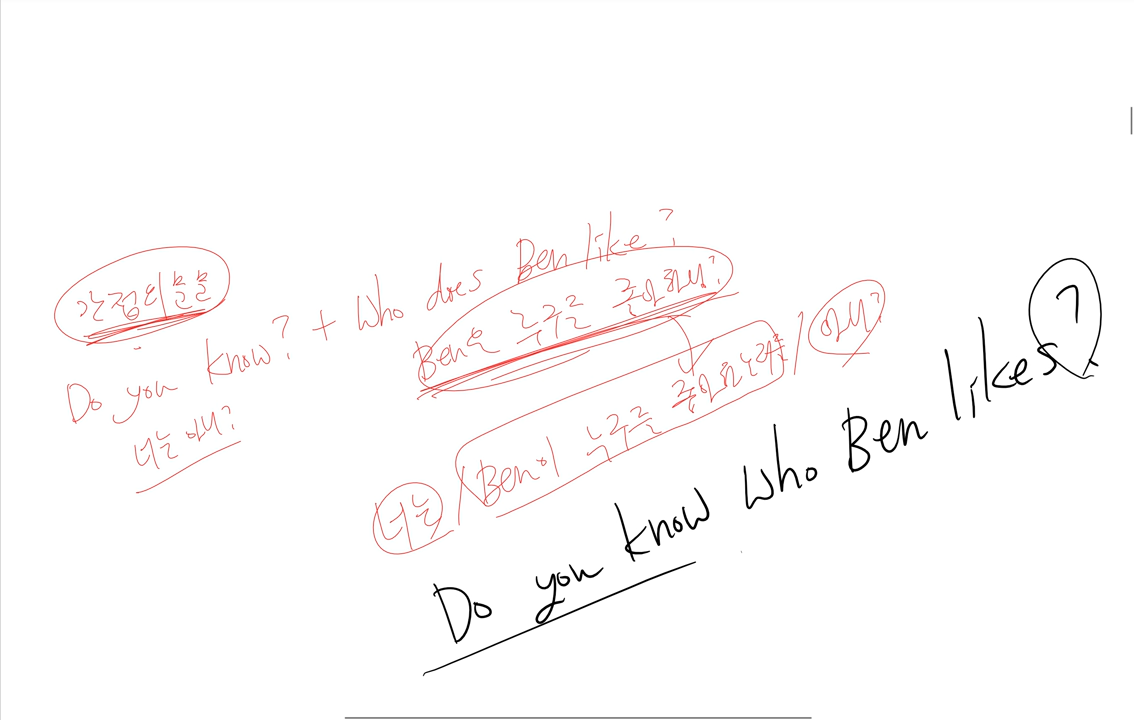 간접의문문
Do you know? + Who does Ben like?
너는 아니?
Ben은 누구를 좋아하니?
너는 / Ben이 누구를 좋아하는지를 / 아니?
Do you know who Ben likes?